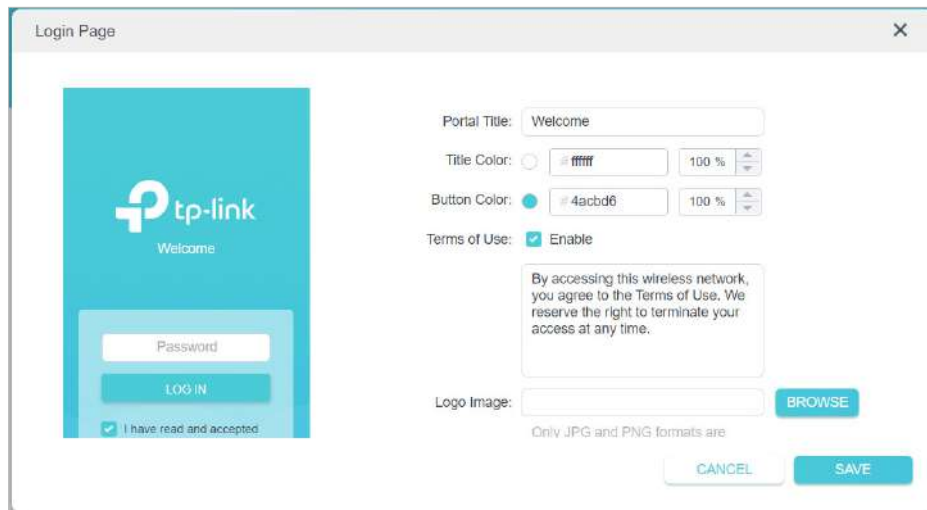 Login Page
tp-link
Welcome
Password
LOG IN
I have read and accepted
Portal Title: Welcome
Title Color: #ffffff 100 %
Button Color: #4acbd6 100 %
Terms of Use: Enable
By accessing this wireless network,
you agree to the Terms of Use. We
reserve the right to terminate your
access at any time.
Logo Image: BROWSE
Only JPG and PNG formats are
CANCEL SAVE